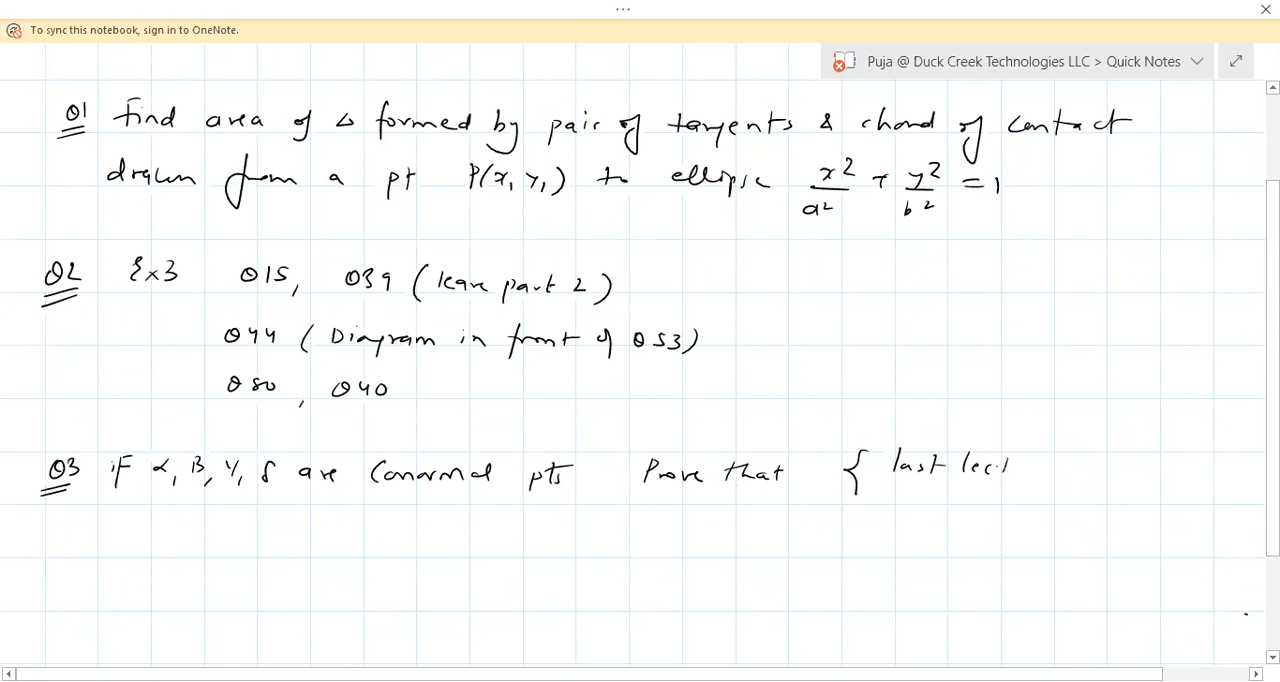 ...
To sync this notebook, sign in to OneNote.
Puja @ Duck Creek Technologies LLC > Quick Notes
Q1 Find area of Δ formed by pair of tangents & chord of contact
drawn from a pt P(x₁ y₁) to ellipse x²/a² + y²/b² = 1
Q2 Ex3 Q15, Q39 (leave part 2)
Q44 (Diagram in front of Q53)
Q50, Q40
Q3 if α, β, γ, δ are conormal pts Prove that { last lec.